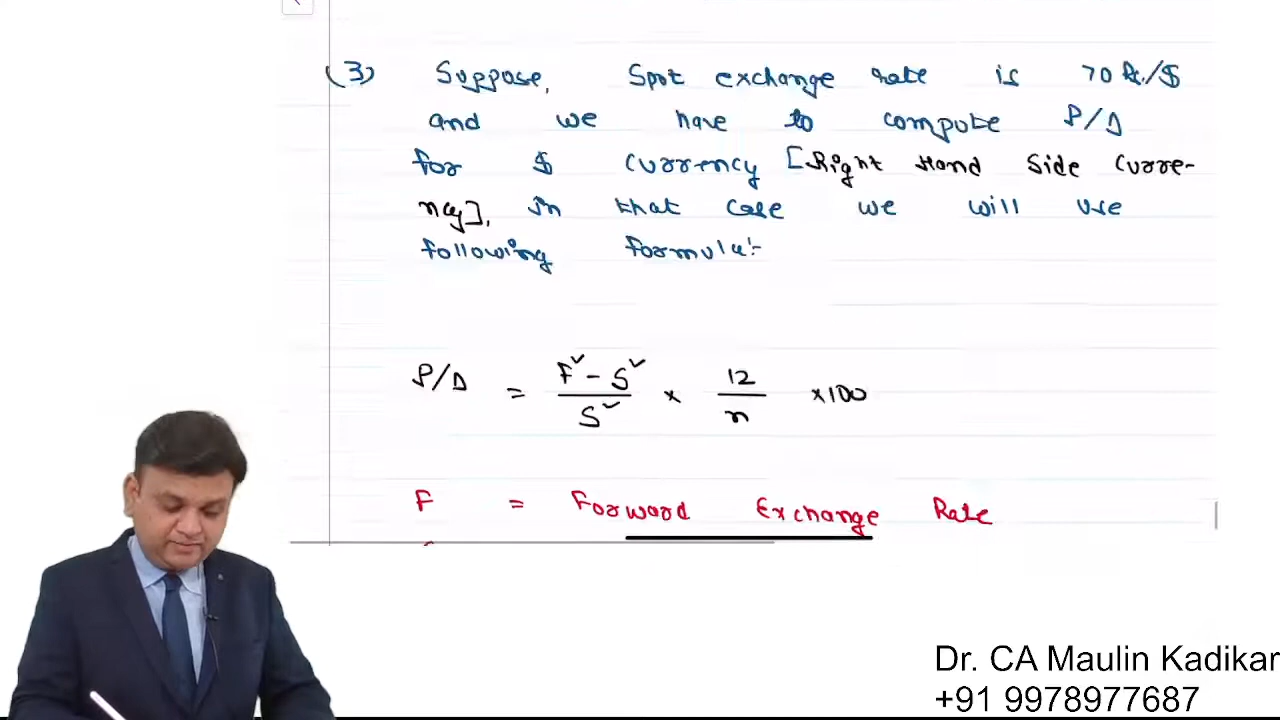 (3) Suppose, Spot exchange rate is 70 Rs./$
and we have to compute P/D
for $ currency [Right Hand Side Curre-
ncy], in that case we will use
following formula:-
P/D = F - S / S × 12 / n × 100
F = Forward Exchange Rate
Dr. CA Maulin Kadikar
+91 9978977687